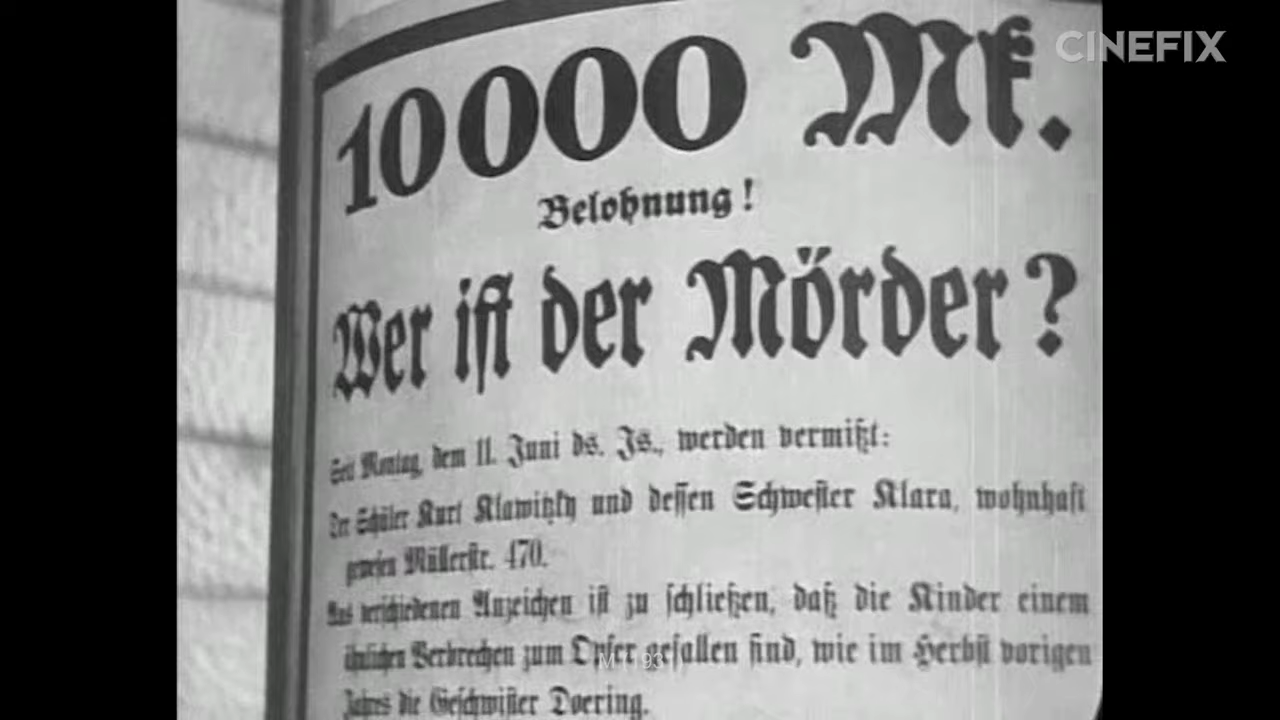 CINEFIX
10000 Mk.
Belohnung!
Wer ist der Mörder?
Seit Montag, dem 11. Juni ds. Js., werden vermißt:
Der Schüler Kurt Klawitzky und dessen Schwester Klara, wohnhaft
gewesen Müllerstr. 470.
Aus verschiedenen Anzeichen ist zu schließen, daß die Kinder einem
ähnlichen Verbrechen zum Opfer gefallen sind, wie im Herbst vorigen
M (1931)
Jahres die Geschwister Doering.